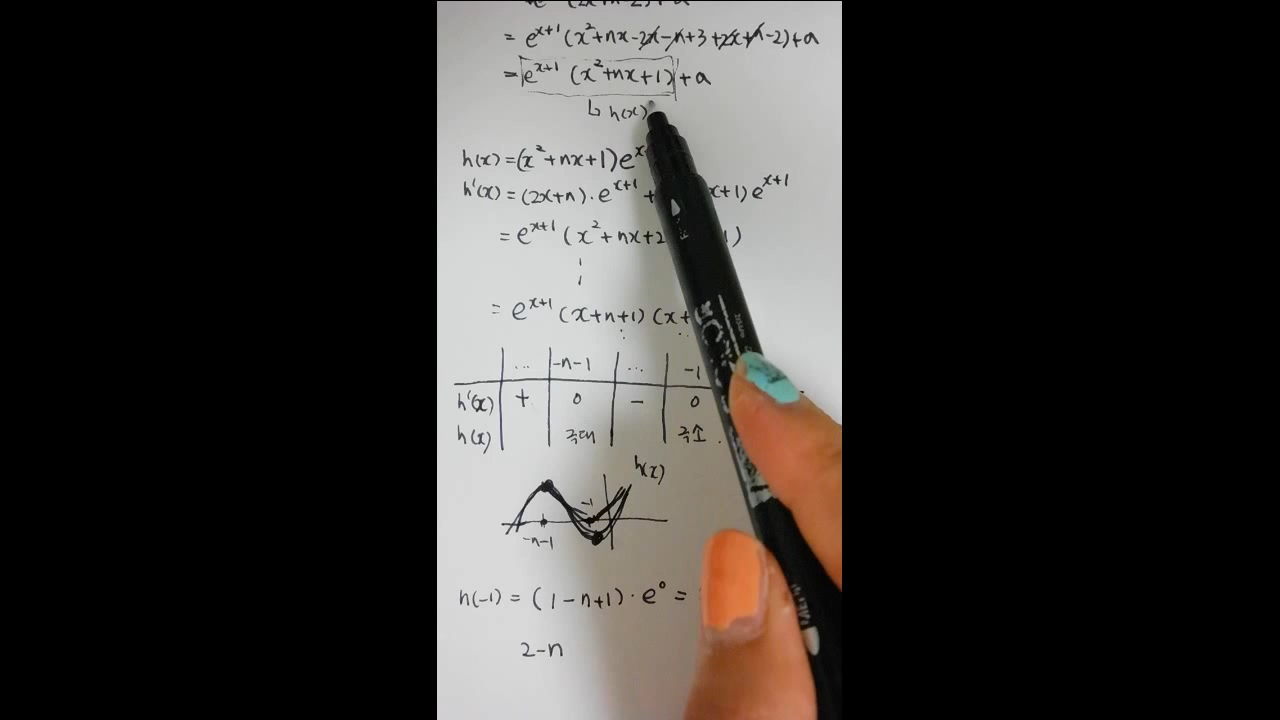 = e^{x+1} (x²+nx-2x-n+3+2x+n-2)+a
= e^{x+1} (x²+nx+1) +a
↳ h(x)
h(x) = (x²+nx+1)e^x
h'(x) = (2x+n)·e^{x+1} + x+1) e^{x+1}
= e^{x+1} (x²+nx+2 1)
⋮
= e^{x+1} (x+n+1) (x+
... -n-1 ... -1
h'(x) + 0 - 0
h(x) 극대 극소
h(x)
-1
-n-1
h(-1) = (1-n+1)·e⁰ =
2-n